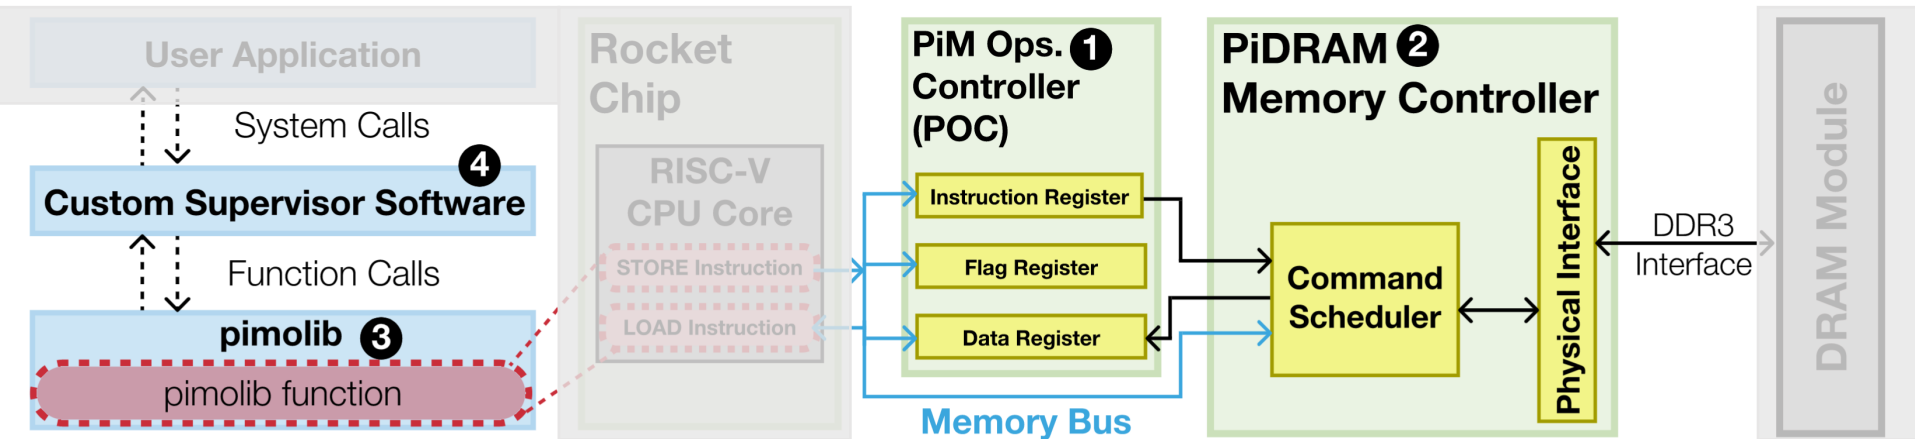 User Application
System Calls
4
Custom Supervisor Software
Function Calls
pimolib 3
pimolib function
Rocket
Chip
RISC-V
CPU Core
STORE Instruction
LOAD Instruction
PiM Ops. 1
Controller
(POC)
Instruction Register
Flag Register
Data Register
Memory Bus
PiDRAM 2
Memory Controller
Command
Scheduler
Physical Interface
DDR3
Interface
DRAM Module